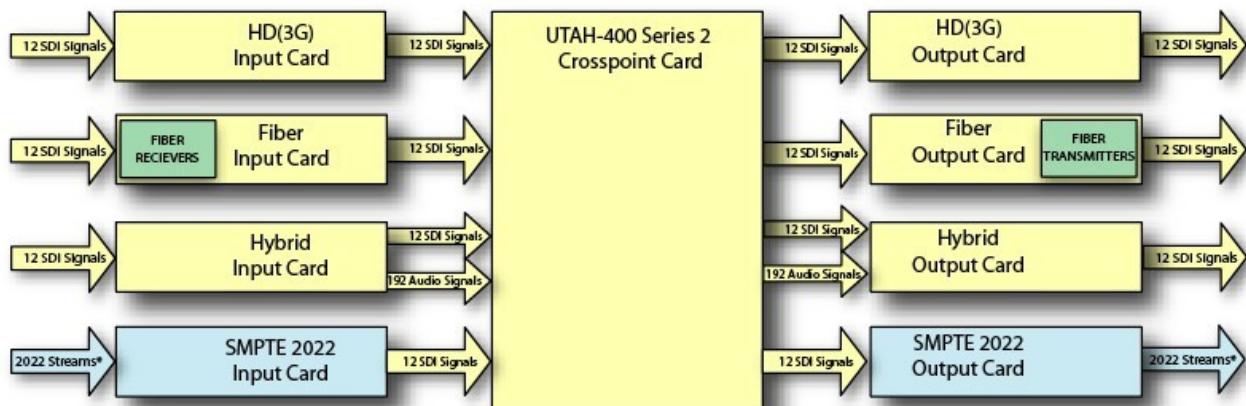 12 SDI Signals
HD(3G)
Input Card
12 SDI Signals
UTAH-400 Series 2
Crosspoint Card
12 SDI Signals
HD(3G)
Output Card
12 SDI Signals
12 SDI Signals
FIBER
RECIEVERS
Fiber
Input Card
12 SDI Signals
12 SDI Signals
Fiber
Output Card
FIBER
TRANSMITTERS
12 SDI Signals
12 SDI Signals
Hybrid
Input Card
12 SDI Signals
192 Audio Signals
12 SDI Signals
192 Audio Signals
Hybrid
Output Card
12 SDI Signals
2022 Streams*
SMPTE 2022
Input Card
12 SDI Signals
12 SDI Signals
SMPTE 2022
Output Card
2022 Streams*